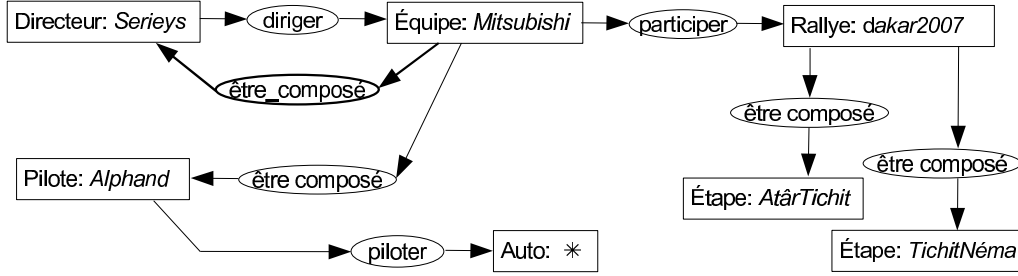 Directeur: Serieys
diriger
Équipe: Mitsubishi
participer
Rallye: dakar2007
être_composé
être composé
être composé
Pilote: Alphand
être composé
Étape: AtârTichit
piloter
Auto: ✳
Étape: TichitNéma